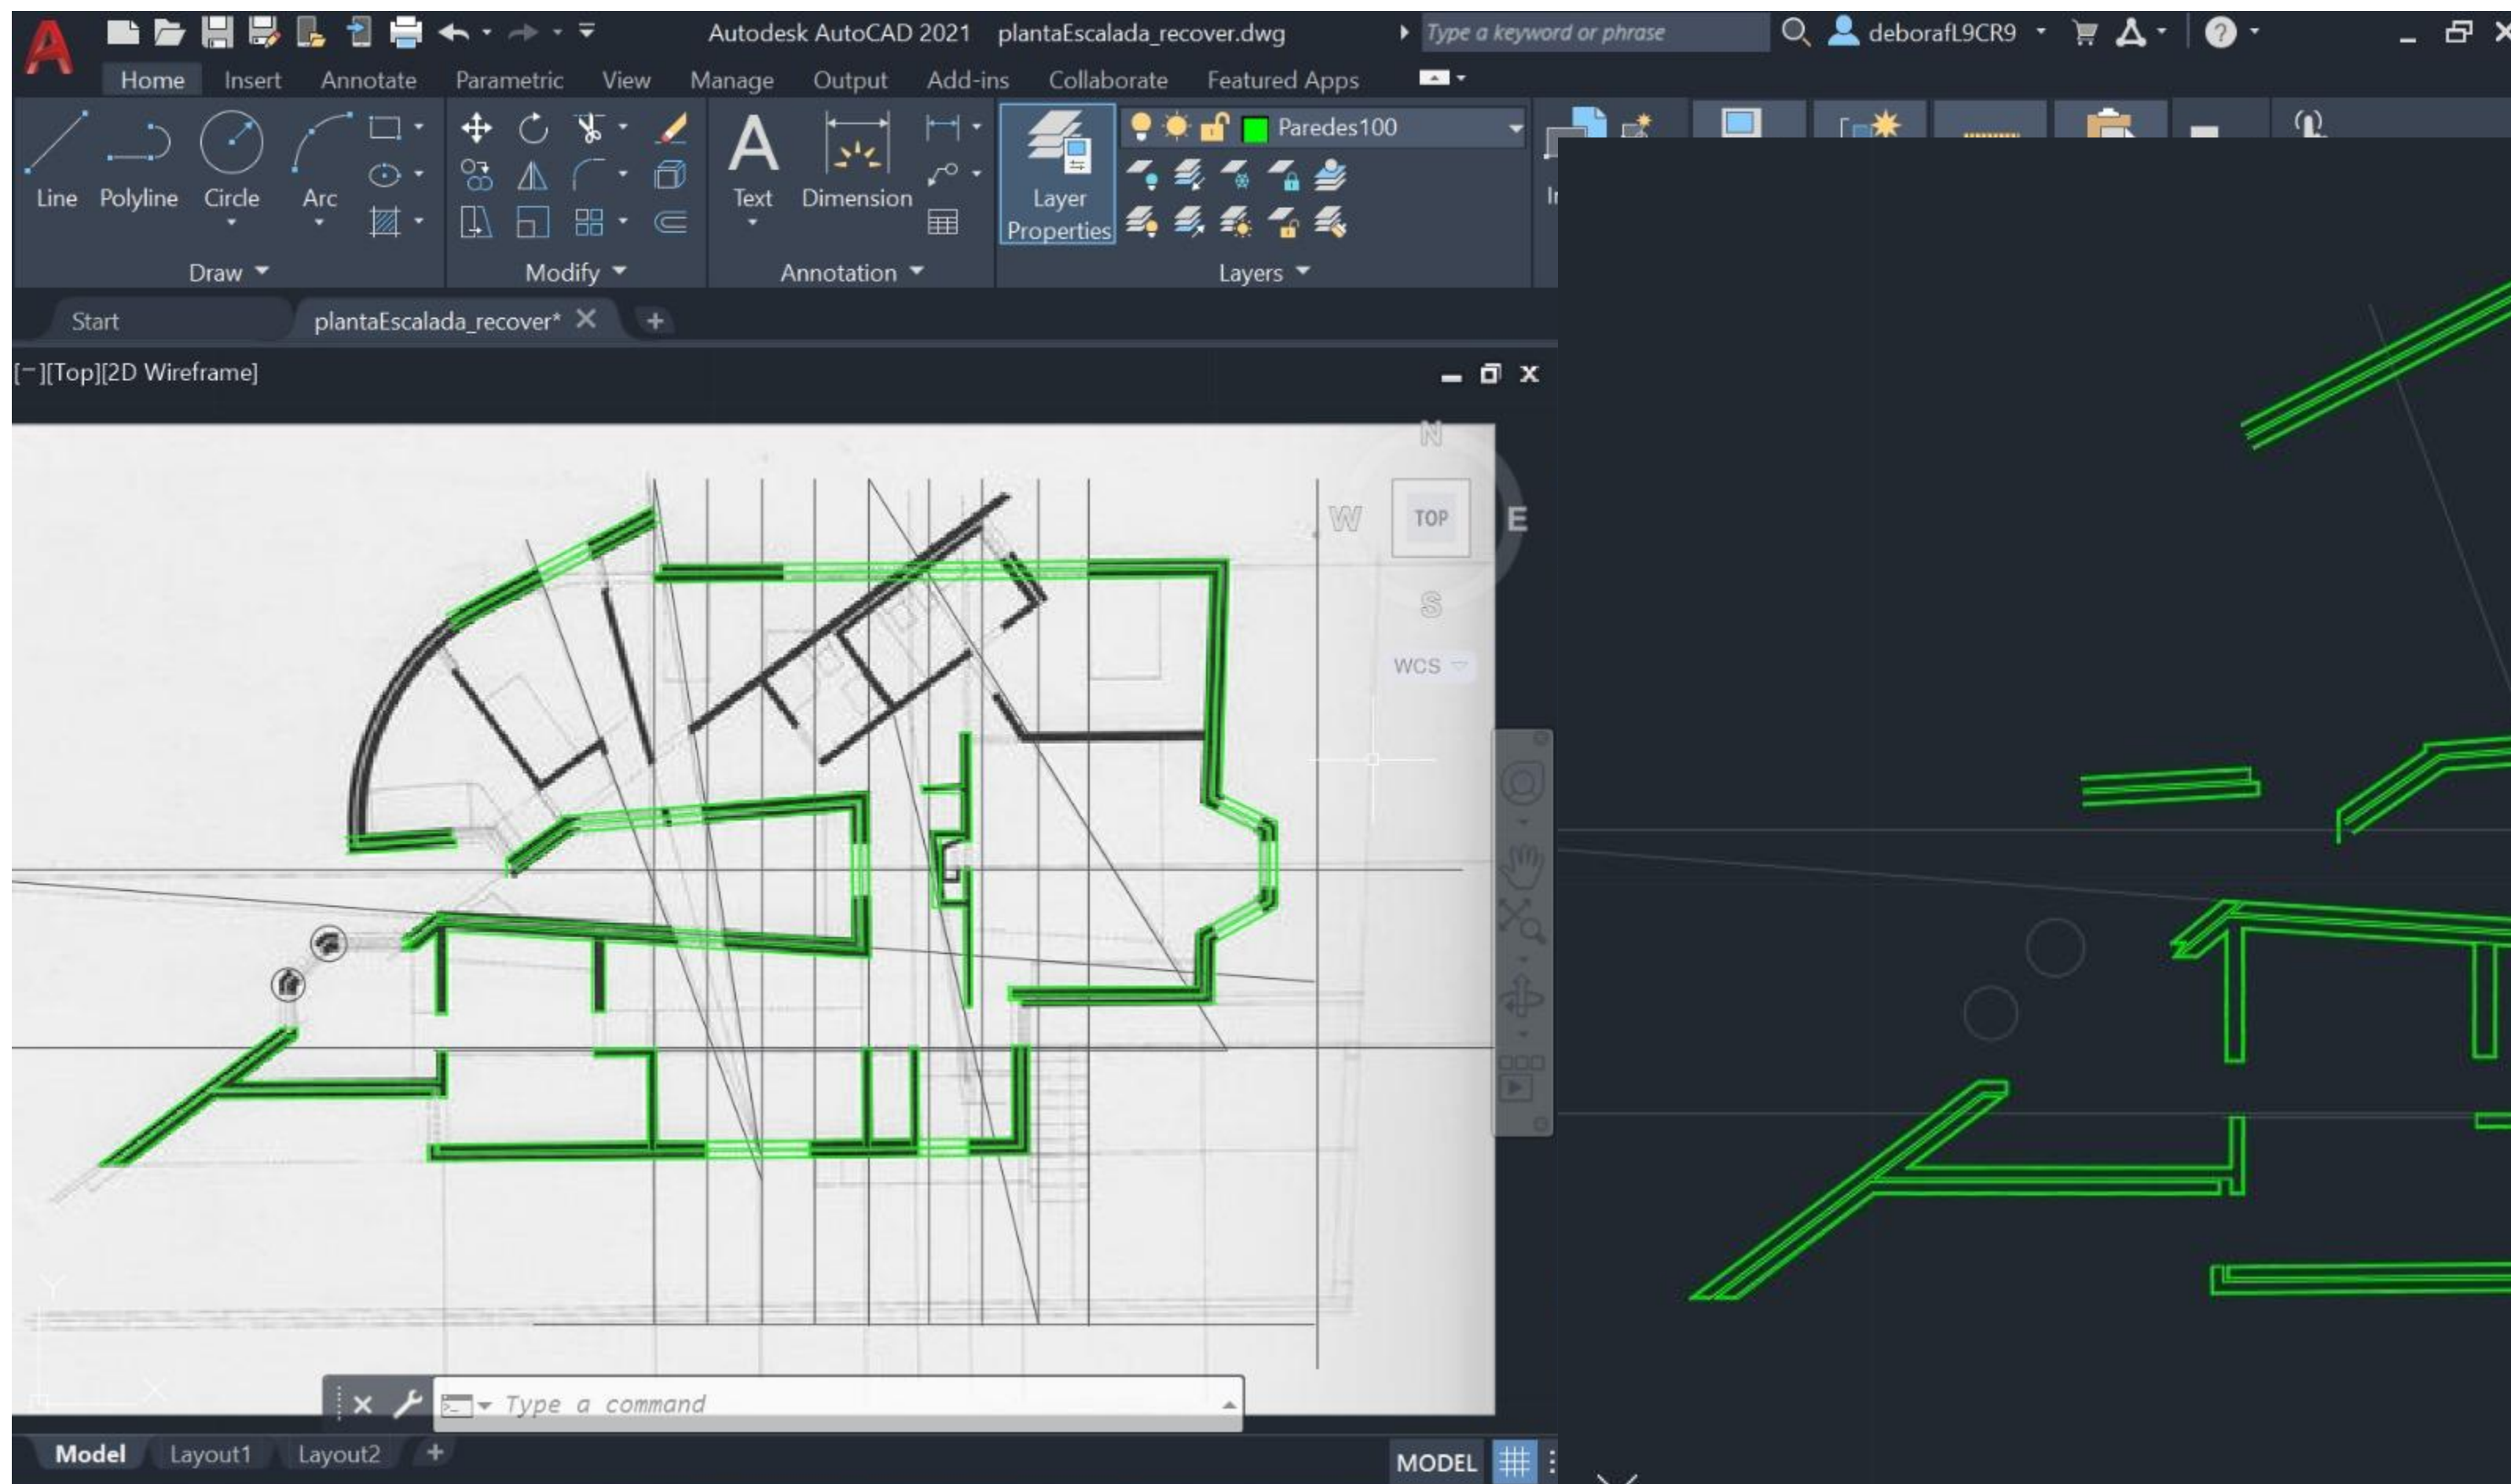 Autodesk AutoCAD 2021 plantaEscalada_recover.dwg Type a keyword or phrase deborafL9CR9
Home Insert Annotate Parametric View Manage Output Add-ins Collaborate Featured Apps
Paredes100
Line Polyline Circle Arc Text Dimension Layer Properties
Draw Modify Annotation Layers
Start plantaEscalada_recover* +
[−][Top][2D Wireframe]
N
W TOP E
S
WCS
Y
X
Type a command
Model Layout1 Layout2 + MODEL